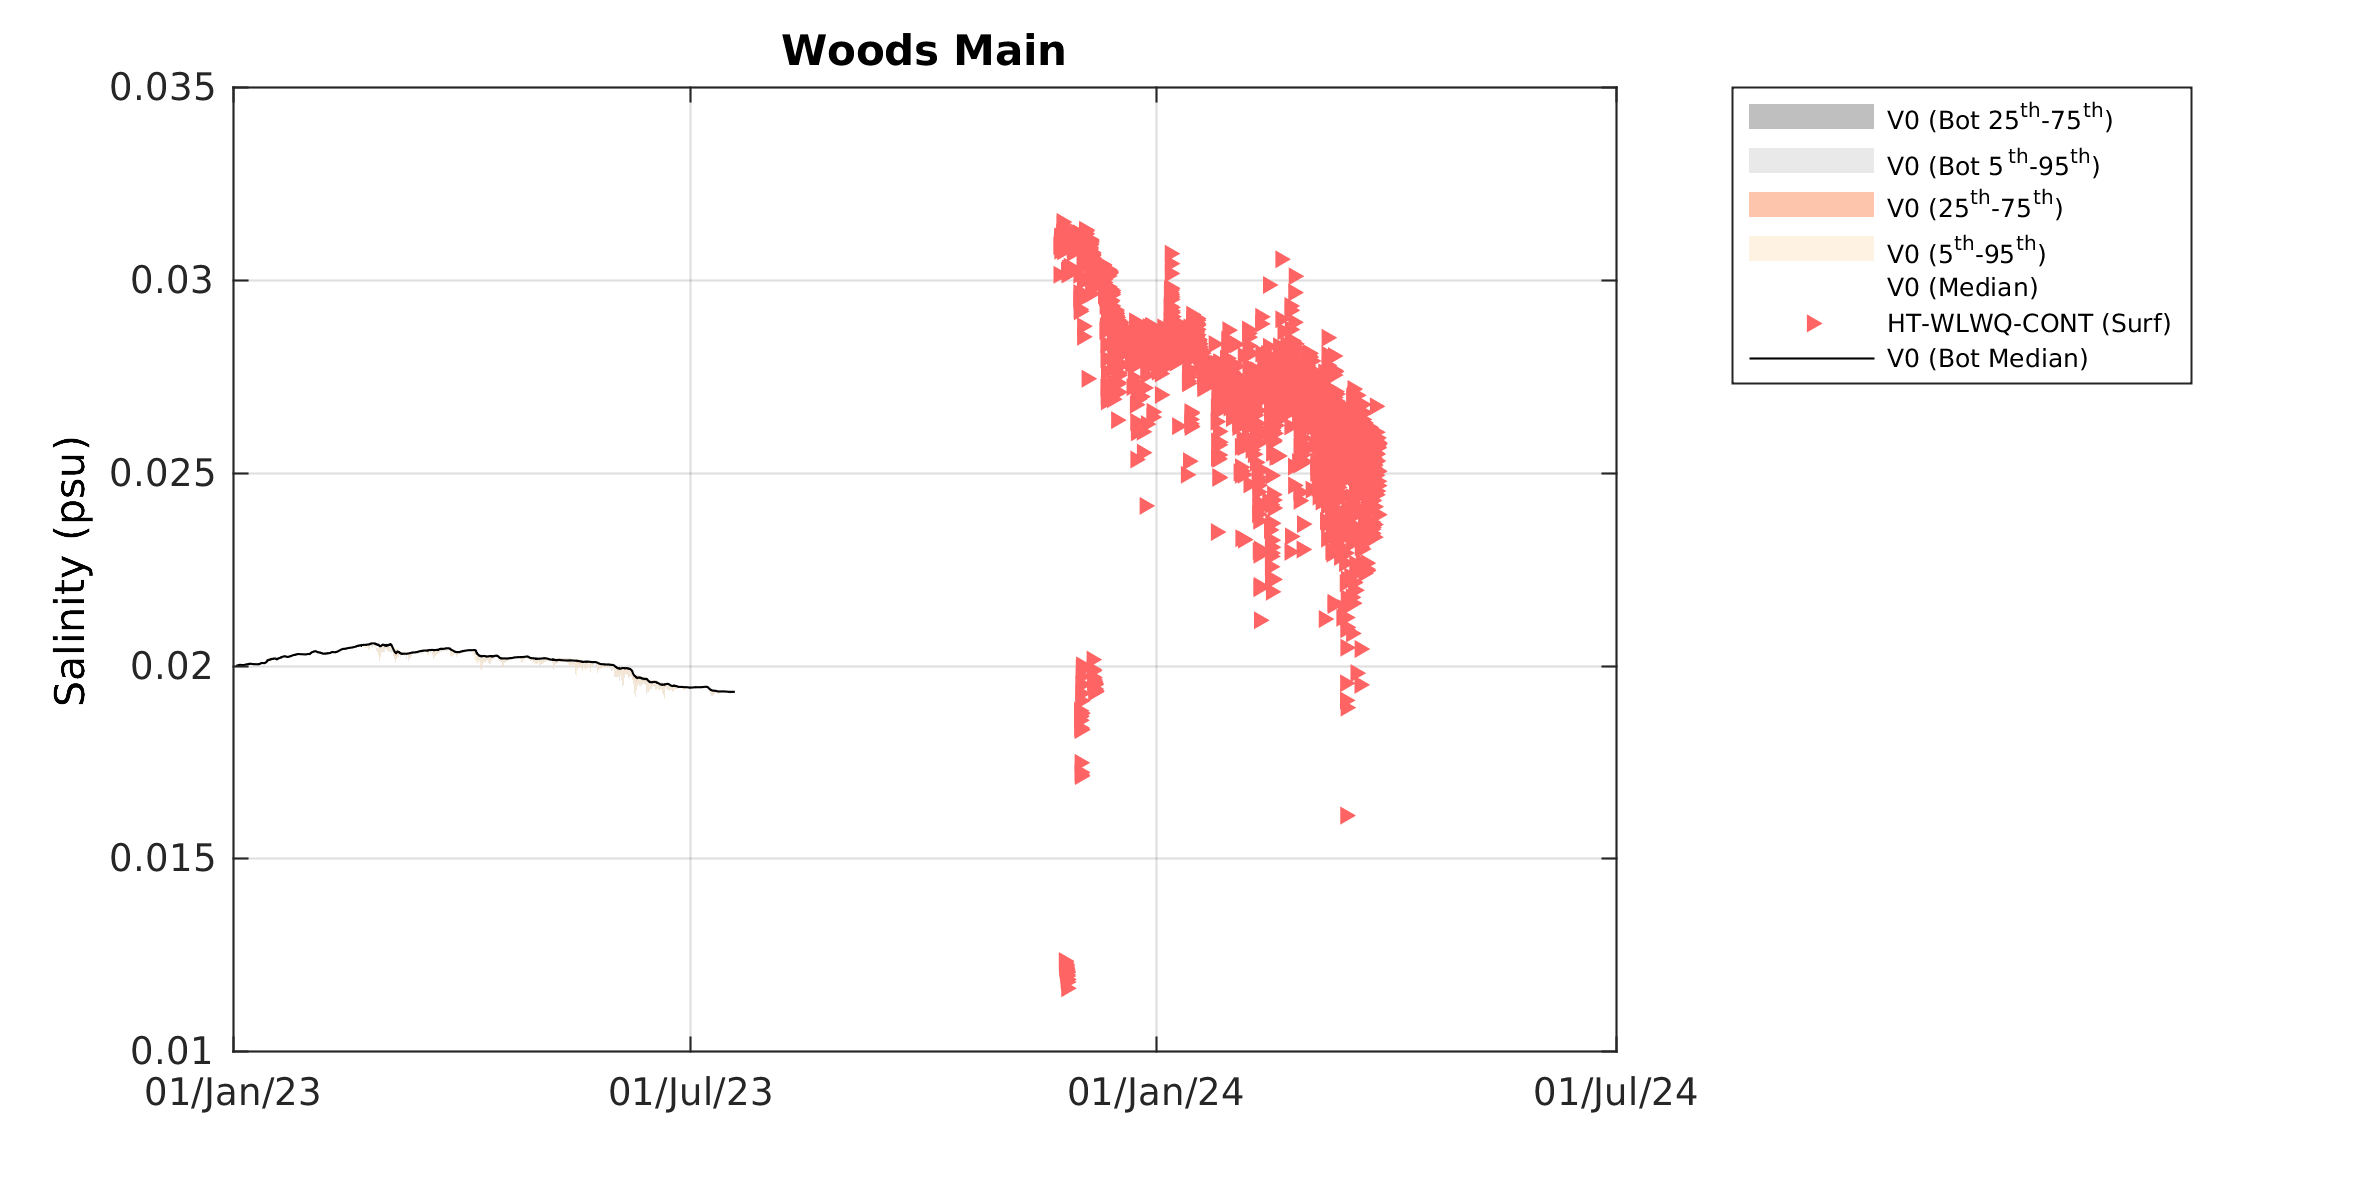 Woods Main
0.035
0.03
0.025
0.02
0.015
0.01
Salinity (psu)
01/Jan/23
01/Jul/23
01/Jan/24
01/Jul/24
V0 (Bot 25th-75th)
V0 (Bot 5th-95th)
V0 (25th-75th)
V0 (5th-95th)
V0 (Median)
HT-WLWQ-CONT (Surf)
V0 (Bot Median)